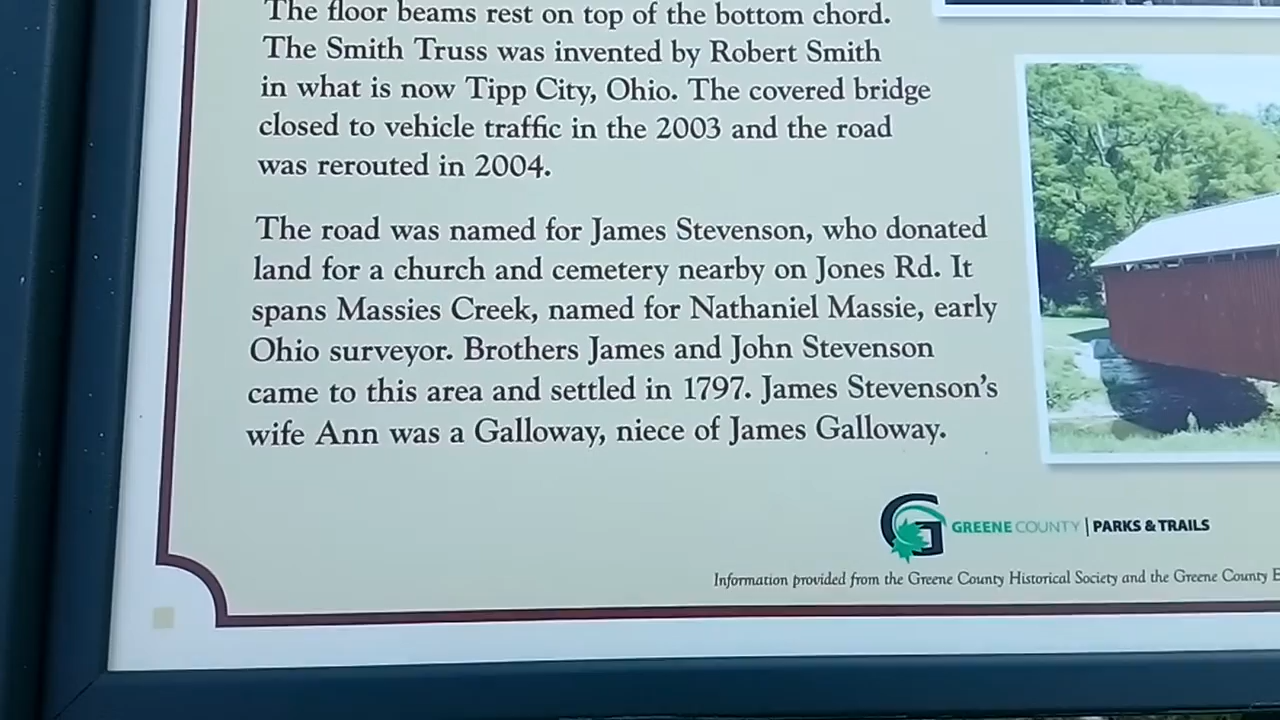 The floor beams rest on top of the bottom chord.
The Smith Truss was invented by Robert Smith
in what is now Tipp City, Ohio. The covered bridge
closed to vehicle traffic in the 2003 and the road
was rerouted in 2004.
The road was named for James Stevenson, who donated
land for a church and cemetery nearby on Jones Rd. It
spans Massies Creek, named for Nathaniel Massie, early
Ohio surveyor. Brothers James and John Stevenson
came to this area and settled in 1797. James Stevenson's
wife Ann was a Galloway, niece of James Galloway.
G GREENE COUNTY | PARKS & TRAILS
Information provided from the Greene County Historical Society and the Greene County